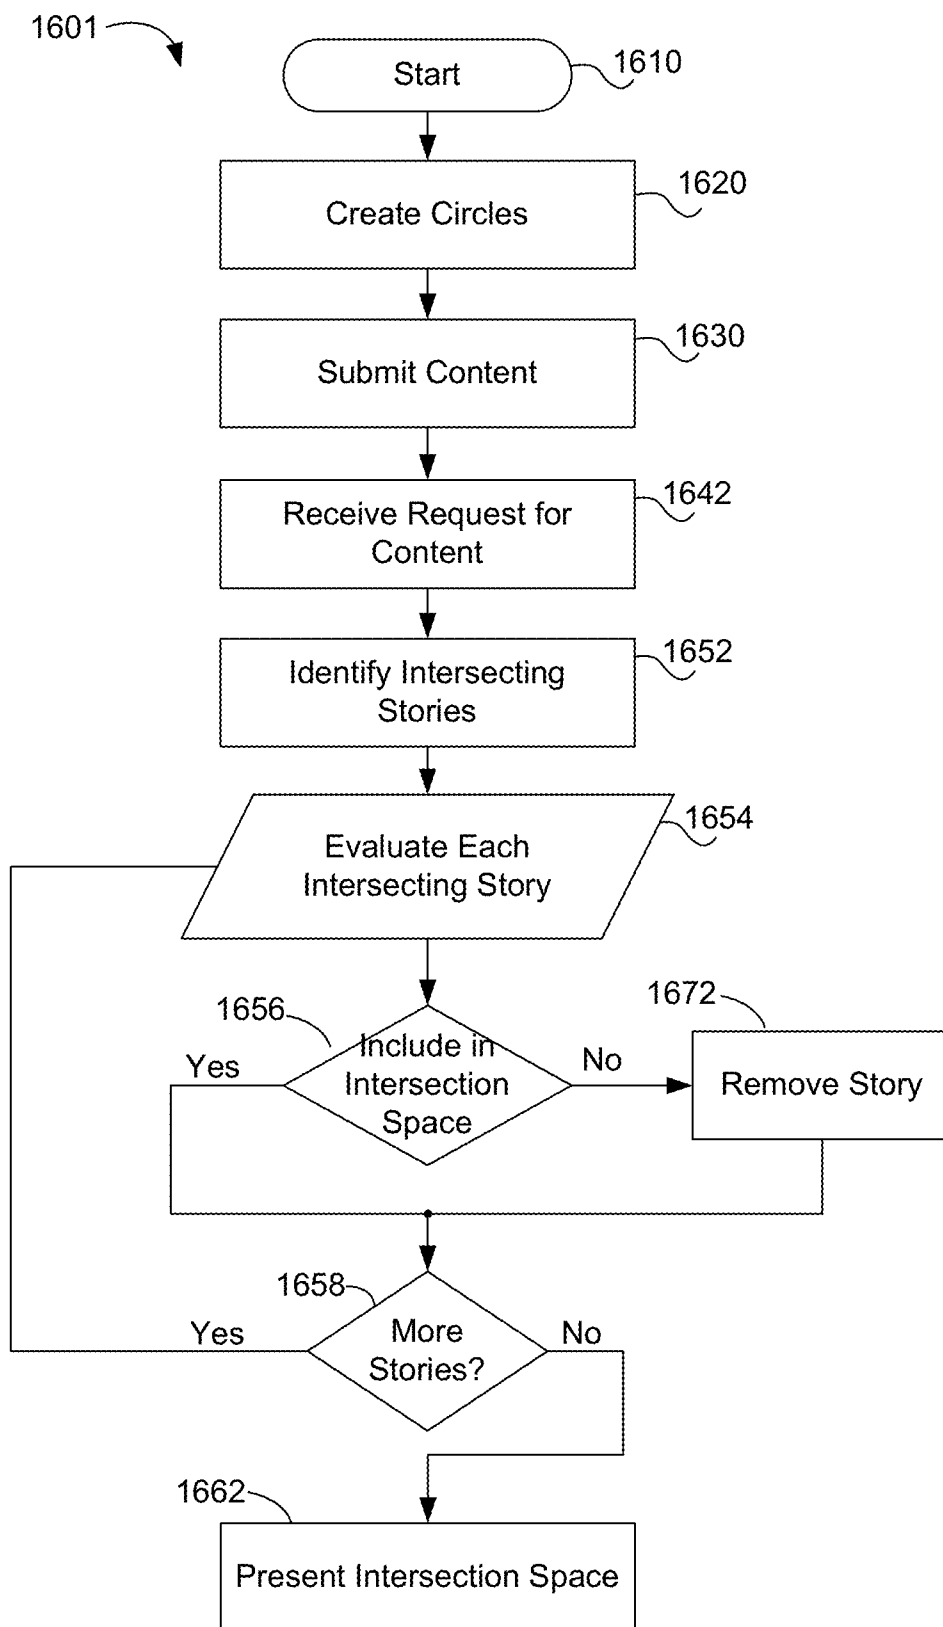 1601
Start
1610
Create Circles
1620
Submit Content
1630
Receive Request for
Content
1642
Identify Intersecting
Stories
1652
Evaluate Each
Intersecting Story
1654
1656
Include in
Intersection
Space
Yes
No
1672
Remove Story
1658
More
Stories?
Yes
No
1662
Present Intersection Space